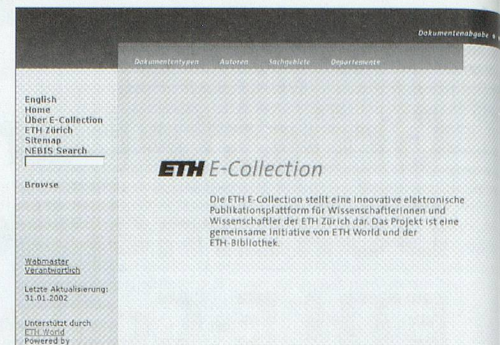 Dokumentenabgabe
Dokumententypen Autoren Sachgebiete Departemente
English
Home
Über E-Collection
ETH Zürich
Sitemap
NEBIS Search
Browse
ETH E-Collection
Die ETH E-Collection stellt eine innovative elektronische
Publikationsplattform für Wissenschaftlerinnen und
Wissenschaftler der ETH Zürich dar. Das Projekt ist eine
gemeinsame Initiative von ETH World und der
ETH-Bibliothek.
Webmaster
Verantwortlich
Letzte Aktualisierung:
31.01.2002
Unterstützt durch
ETH World
Powered by